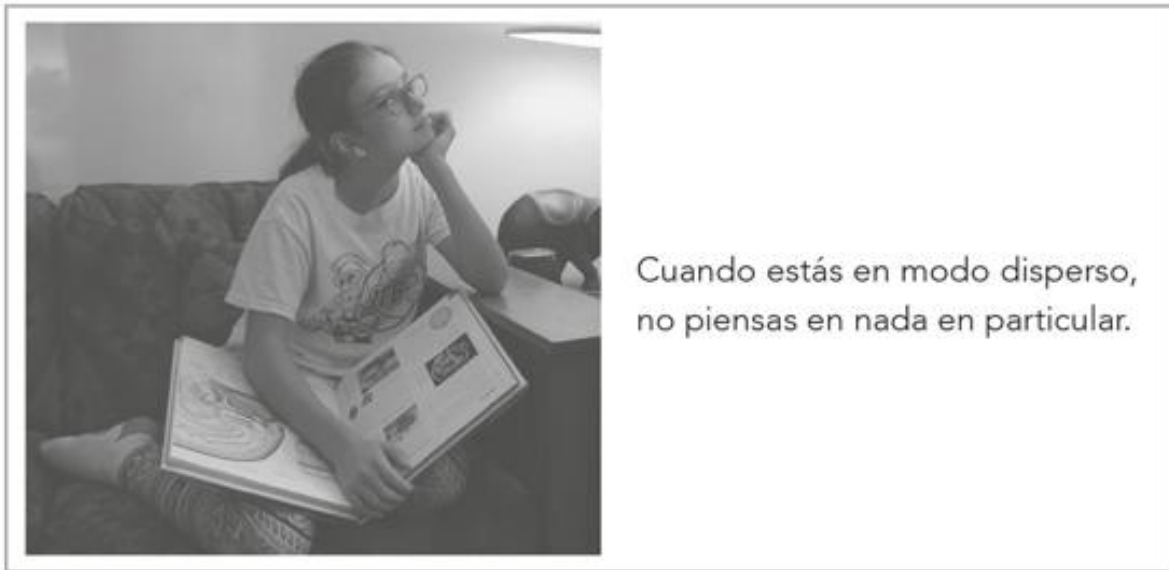 Cuando estás en modo disperso,
no piensas en nada en particular.